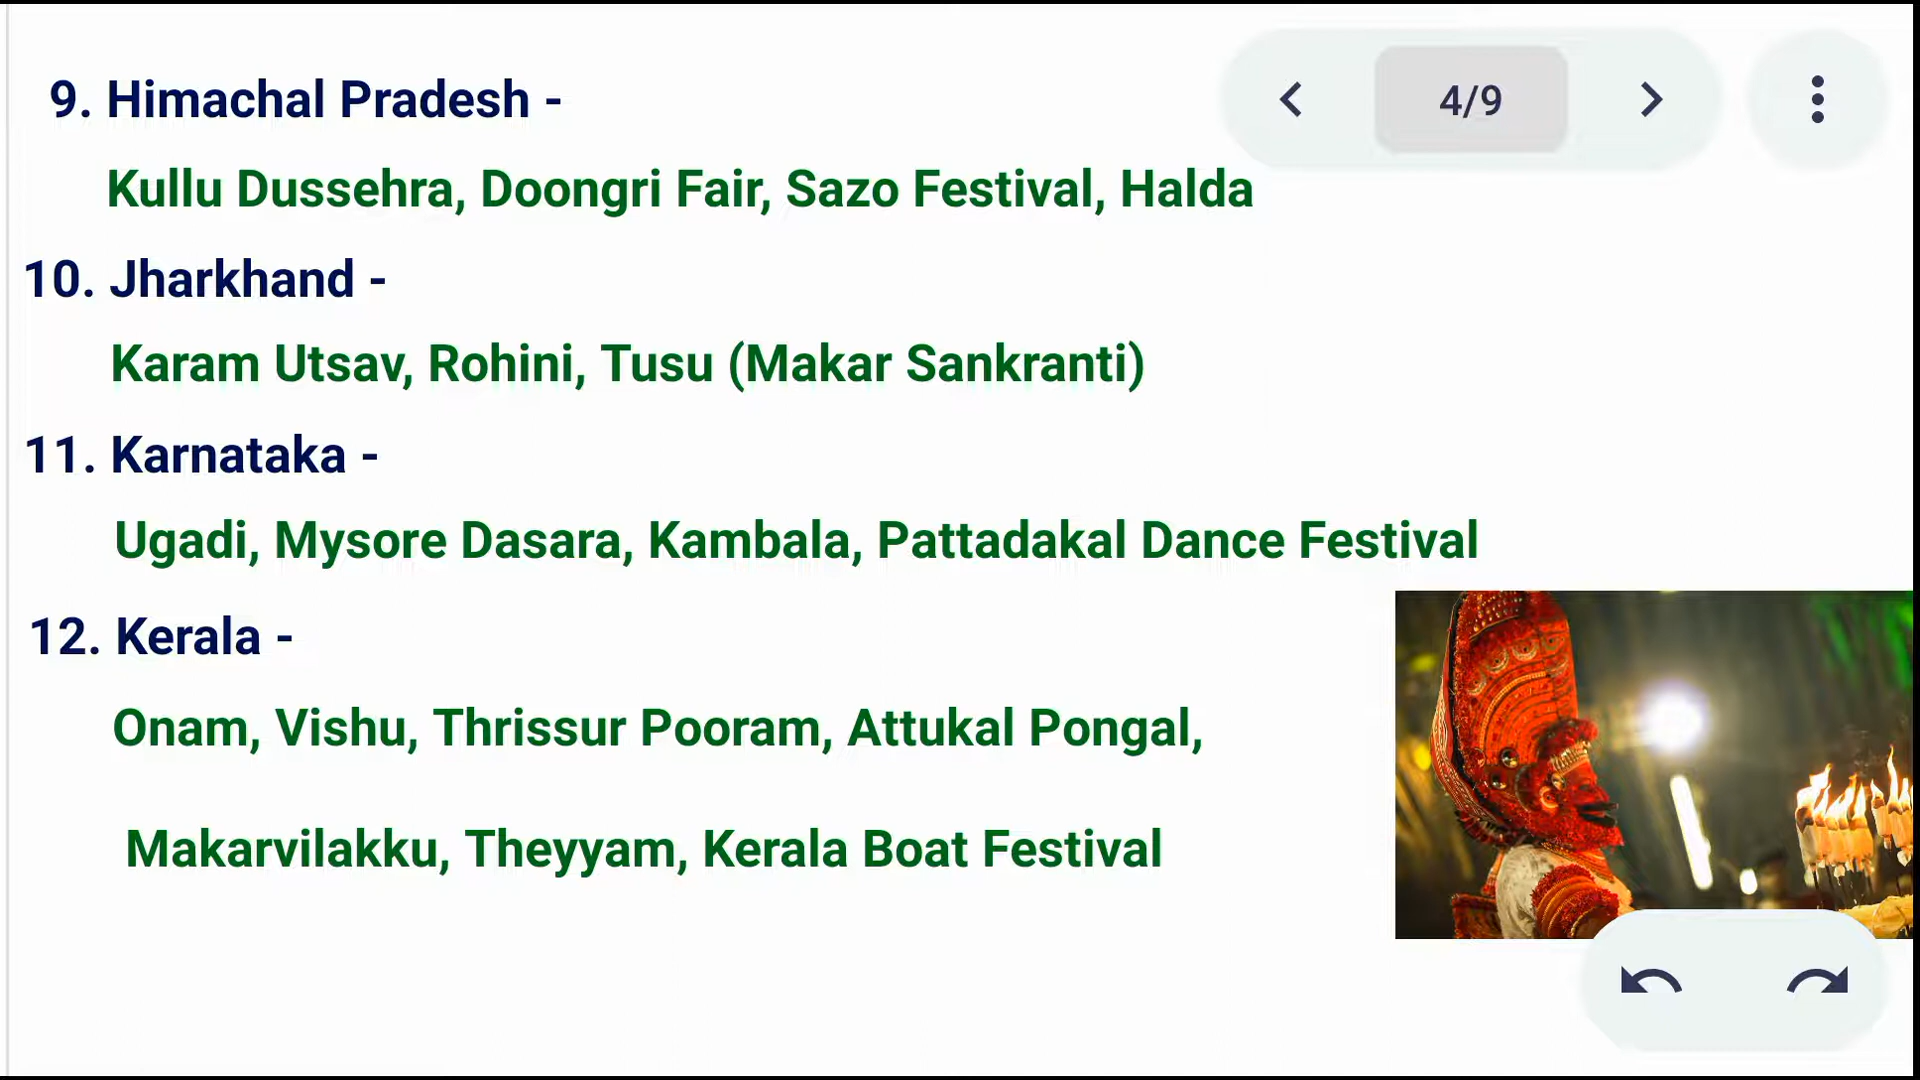 9. Himachal Pradesh -
4/9
Kullu Dussehra, Doongri Fair, Sazo Festival, Halda
10. Jharkhand -
Karam Utsav, Rohini, Tusu (Makar Sankranti)
11. Karnataka -
Ugadi, Mysore Dasara, Kambala, Pattadakal Dance Festival
12. Kerala -
Onam, Vishu, Thrissur Pooram, Attukal Pongal,
Makarvilakku, Theyyam, Kerala Boat Festival